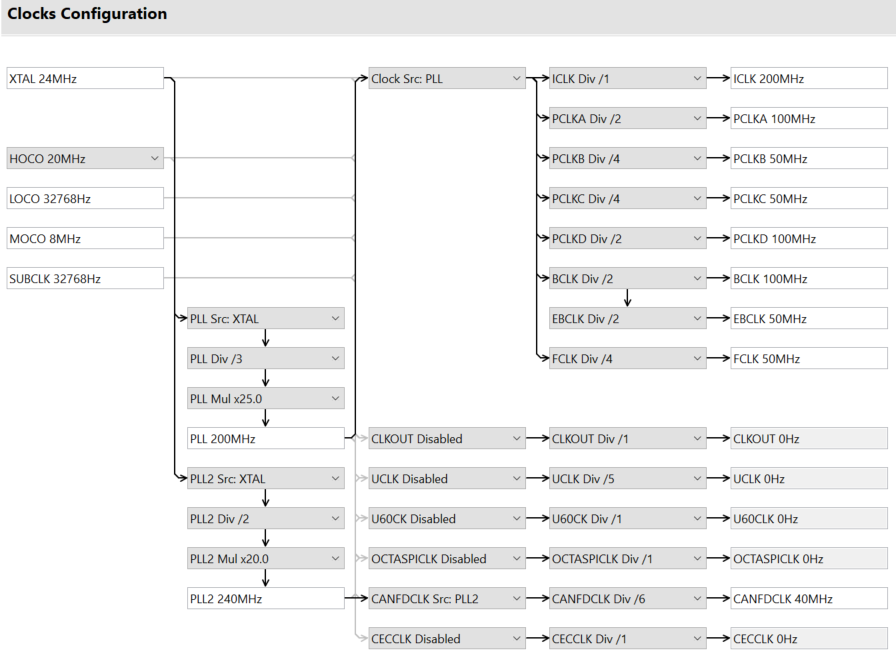 Clocks Configuration
XTAL 24MHz
Clock Src: PLL
ICLK Div /1
ICLK 200MHz
PCLKA Div /2
PCLKA 100MHz
HOCO 20MHz
PCLKB Div /4
PCLKB 50MHz
LOCO 32768Hz
PCLKC Div /4
PCLKC 50MHz
MOCO 8MHz
PCLKD Div /2
PCLKD 100MHz
SUBCLK 32768Hz
BCLK Div /2
BCLK 100MHz
PLL Src: XTAL
EBCLK Div /2
EBCLK 50MHz
PLL Div /3
FCLK Div /4
FCLK 50MHz
PLL Mul x25.0
PLL 200MHz
CLKOUT Disabled
CLKOUT Div /1
CLKOUT 0Hz
PLL2 Src: XTAL
UCLK Disabled
UCLK Div /5
UCLK 0Hz
PLL2 Div /2
U60CK Disabled
U60CK Div /1
U60CLK 0Hz
PLL2 Mul x20.0
OCTASPICLK Disabled
OCTASPICLK Div /1
OCTASPICLK 0Hz
PLL2 240MHz
CANFDCLK Src: PLL2
CANFDCLK Div /6
CANFDCLK 40MHz
CECCLK Disabled
CECCLK Div /1
CECCLK 0Hz